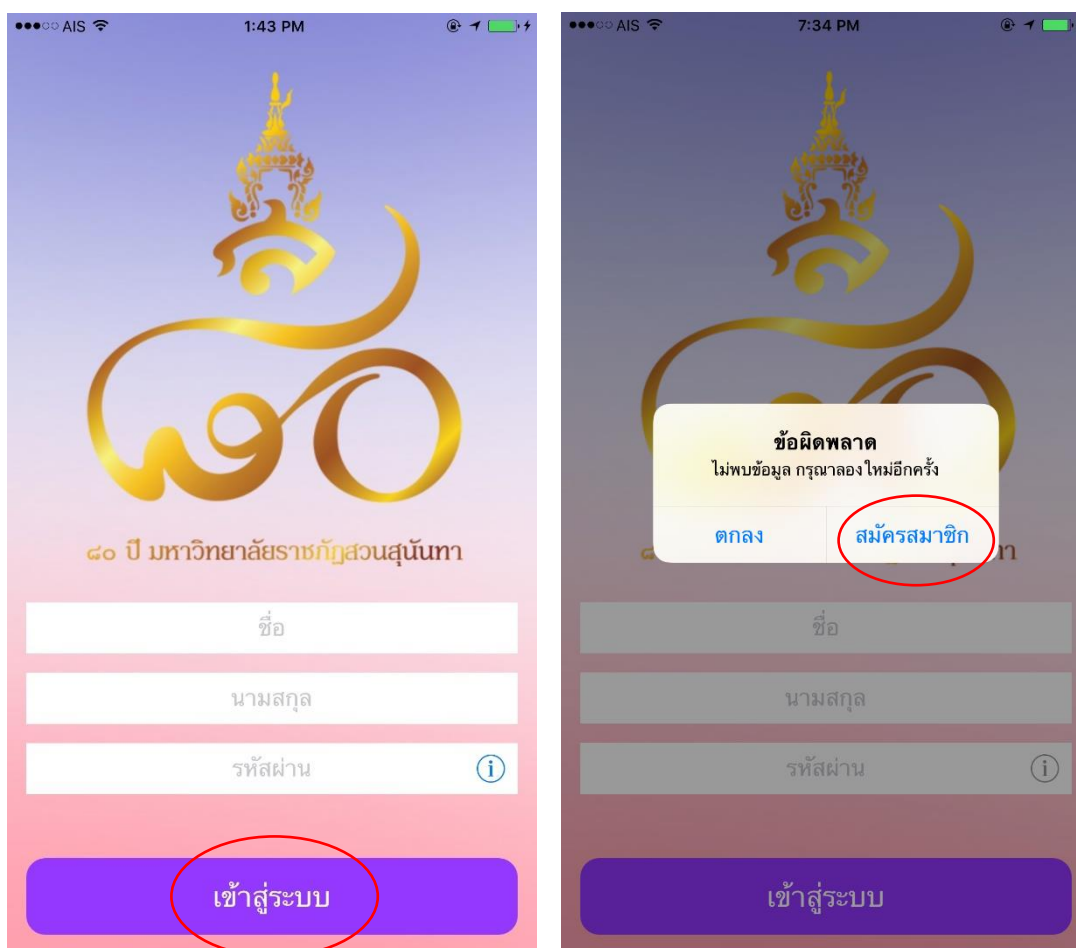 AIS 1:43 PM
๘๐ ปี มหาวิทยาลัยราชภัฏสวนสุนันทา
ชื่อ
นามสกุล
รหัสผ่าน
เข้าสู่ระบบ
AIS 7:34 PM
ข้อผิดพลาด
ไม่พบข้อมูล กรุณาลองใหม่อีกครั้ง
ตกลง สมัครสมาชิก
ชื่อ
นามสกุล
รหัสผ่าน
เข้าสู่ระบบ